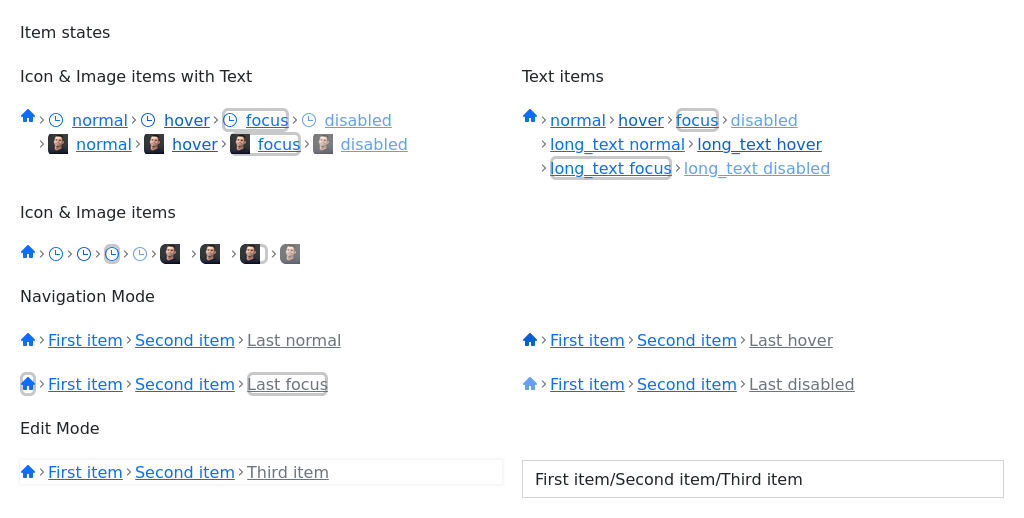 Item states
Icon & Image items with Text
normal hover focus disabled
normal hover focus disabled
Text items
normal hover focus disabled
long_text normal long_text hover
long_text focus long_text disabled
Icon & Image items
Navigation Mode
First item Second item Last normal
First item Second item Last hover
First item Second item Last focus
First item Second item Last disabled
Edit Mode
First item Second item Third item
First item/Second item/Third item